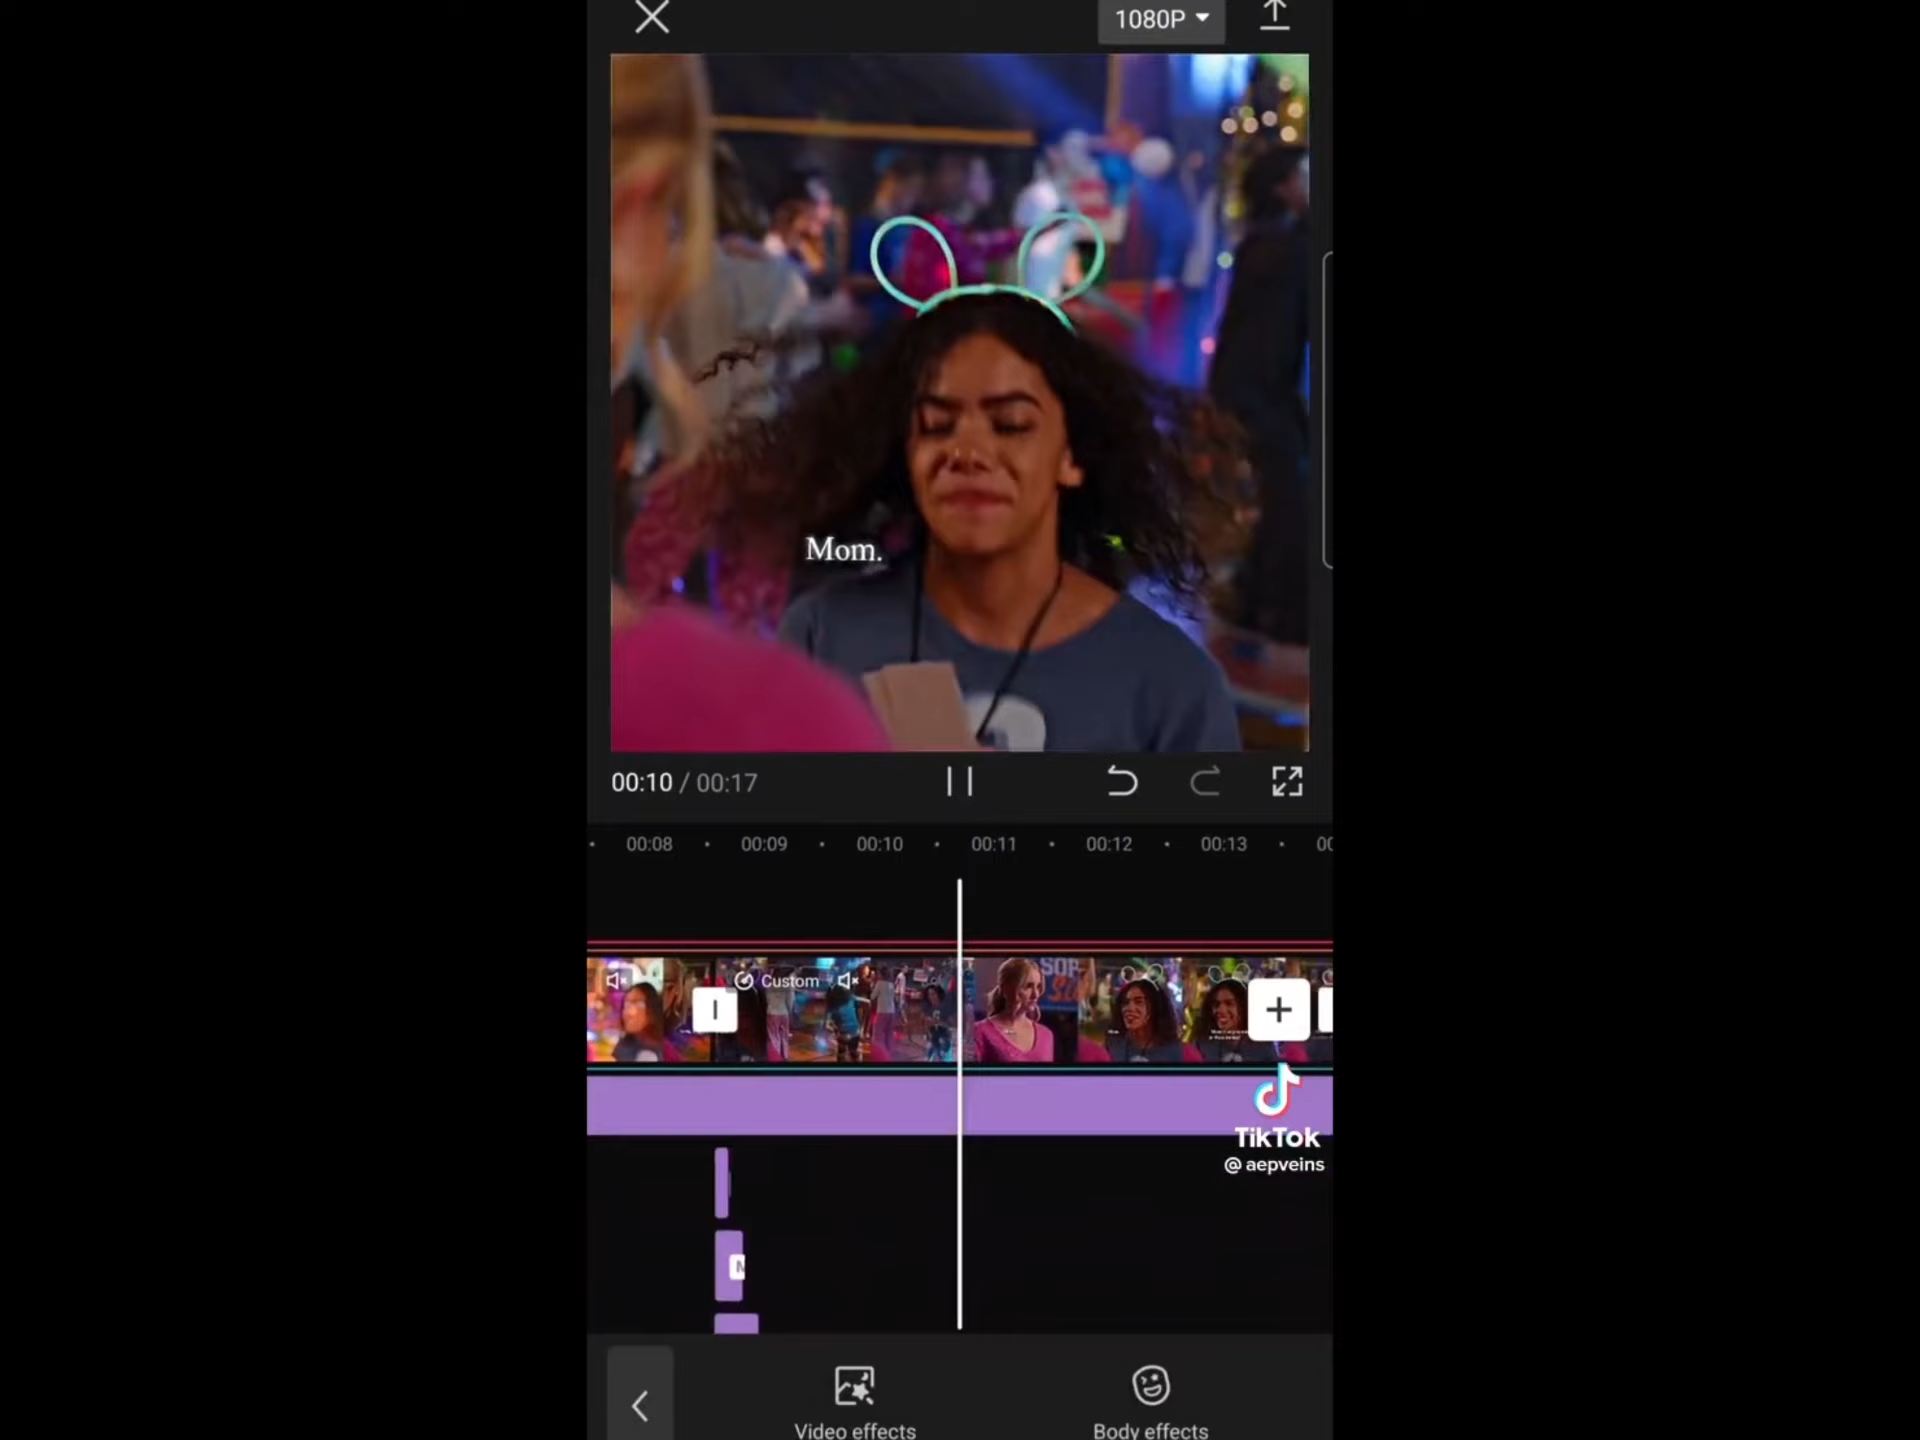 1080P
Mom.
00:10 / 00:17
00:08 00:09 00:10 00:11 00:12 00:13
Custom
TikTok
@aepveins
Video effects
Body effects